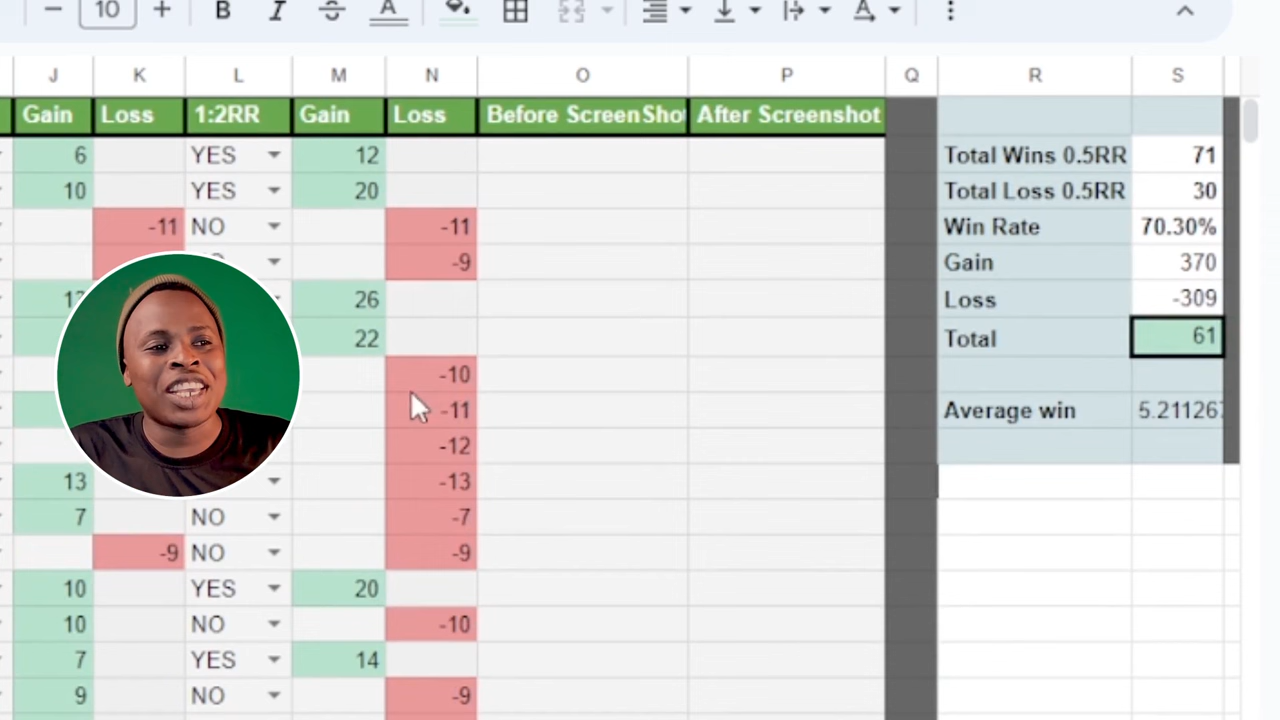 10 B I S A A
J K L M N O P Q R S
Gain Loss 1:2RR Gain Loss Before ScreenShot After Screenshot
6 YES 12 Total Wins 0.5RR 71
10 YES 20 Total Loss 0.5RR 30
-11 NO -11 Win Rate 70.30%
-9 Gain 370
26 Loss -309
22 Total 61
-10
-11 Average win 5.211267
-12
13 -13
7 NO -7
-9 NO -9
10 YES 20
10 NO -10
7 YES 14
9 NO -9